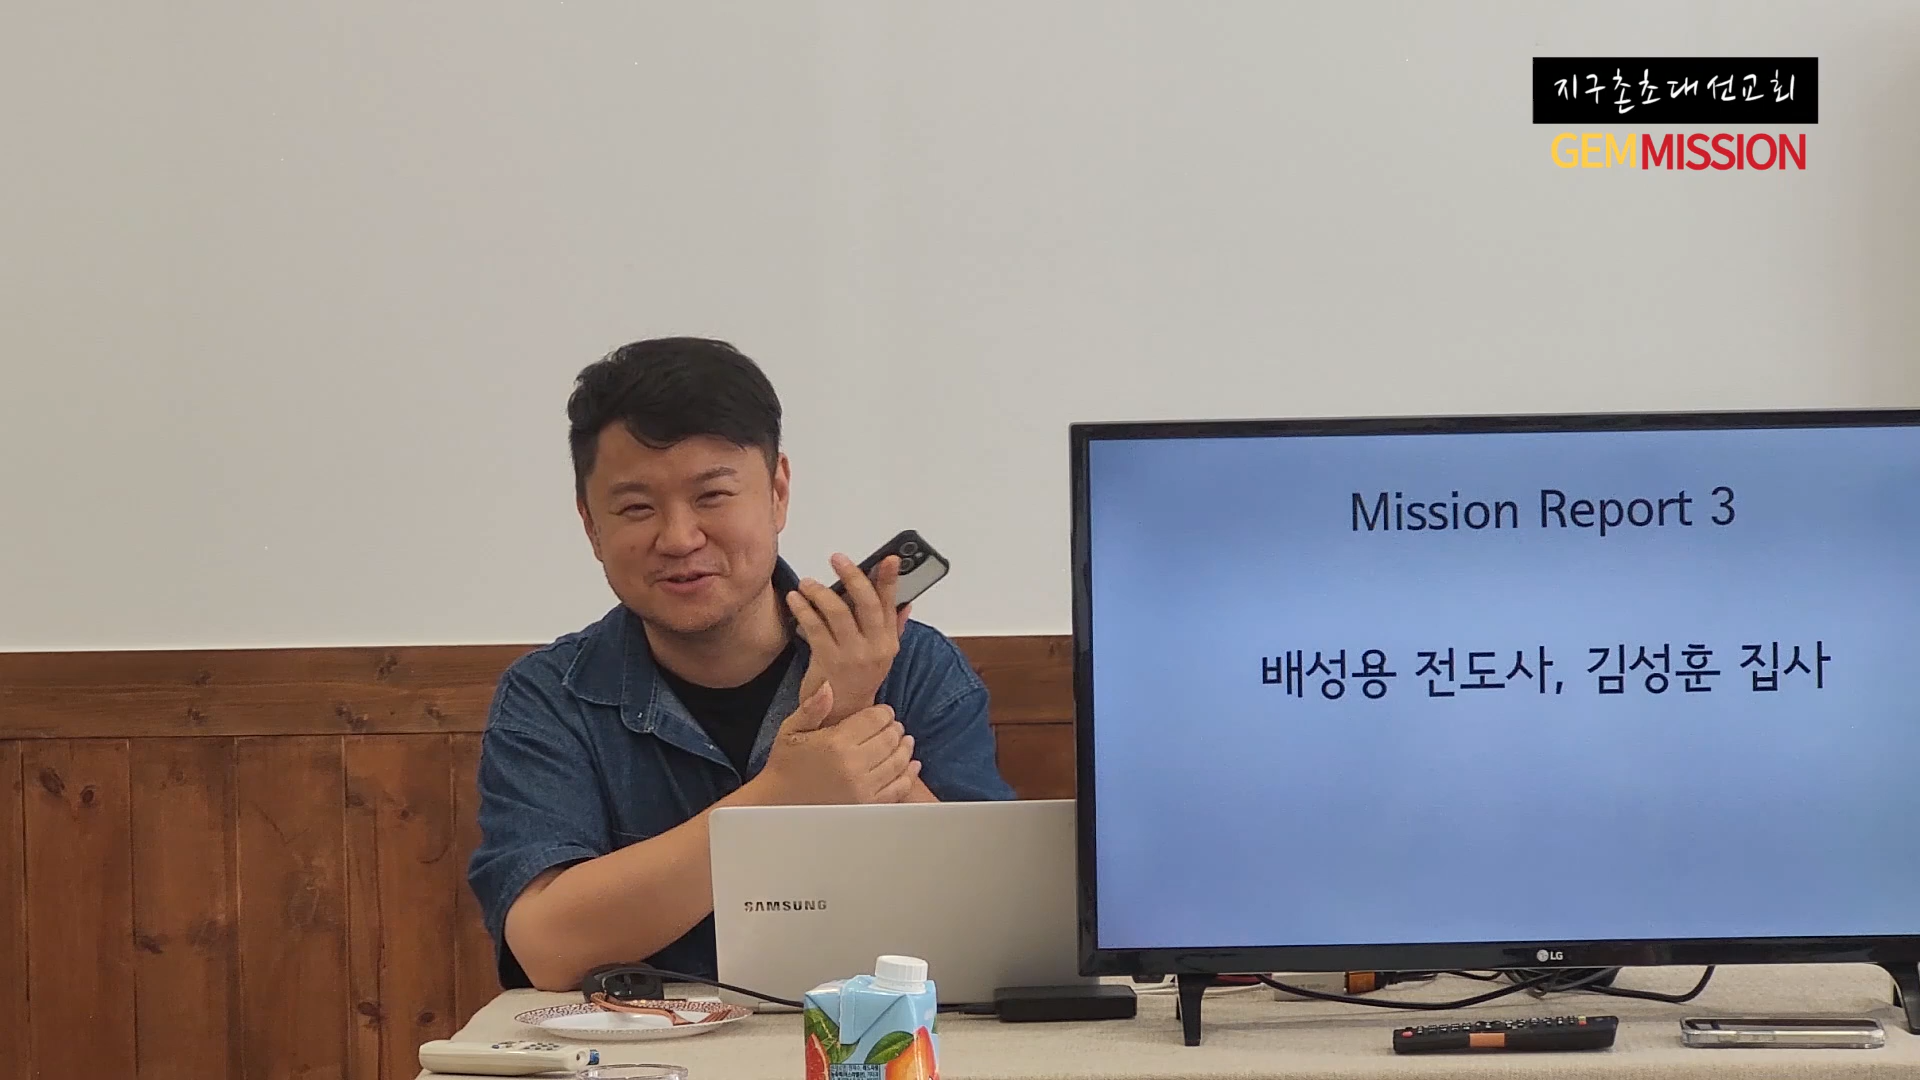 지구촌초대선교회
GEMMISSION
Mission Report 3
배성용 전도사, 김성훈 집사
SAMSUNG
LG